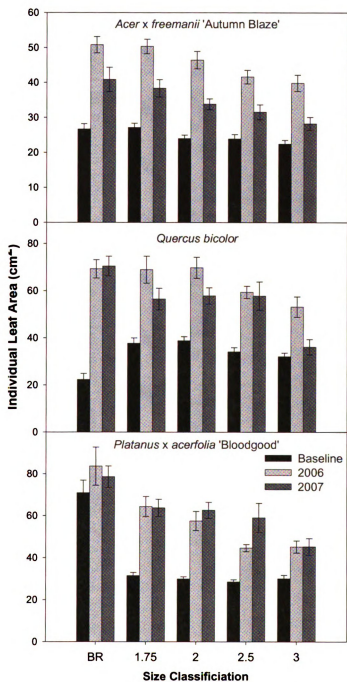 Acer x freemanii 'Autumn Blaze'
60
50
40
30
20
10
0
Quercus bicolor
80
60
40
20
0
Individual Leaf Area (cm²)
Platanus x acerfolia 'Bloodgood'
Baseline
2006
2007
80
60
40
20
0
BR 1.75 2 2.5 3
Size Classificiation